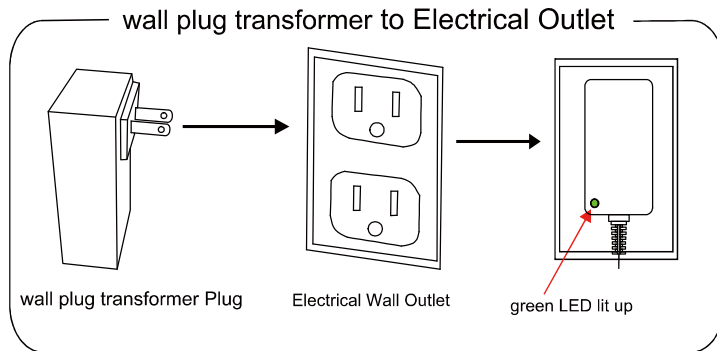 wall plug transformer to Electrical Outlet
wall plug transformer Plug
Electrical Wall Outlet
green LED lit up